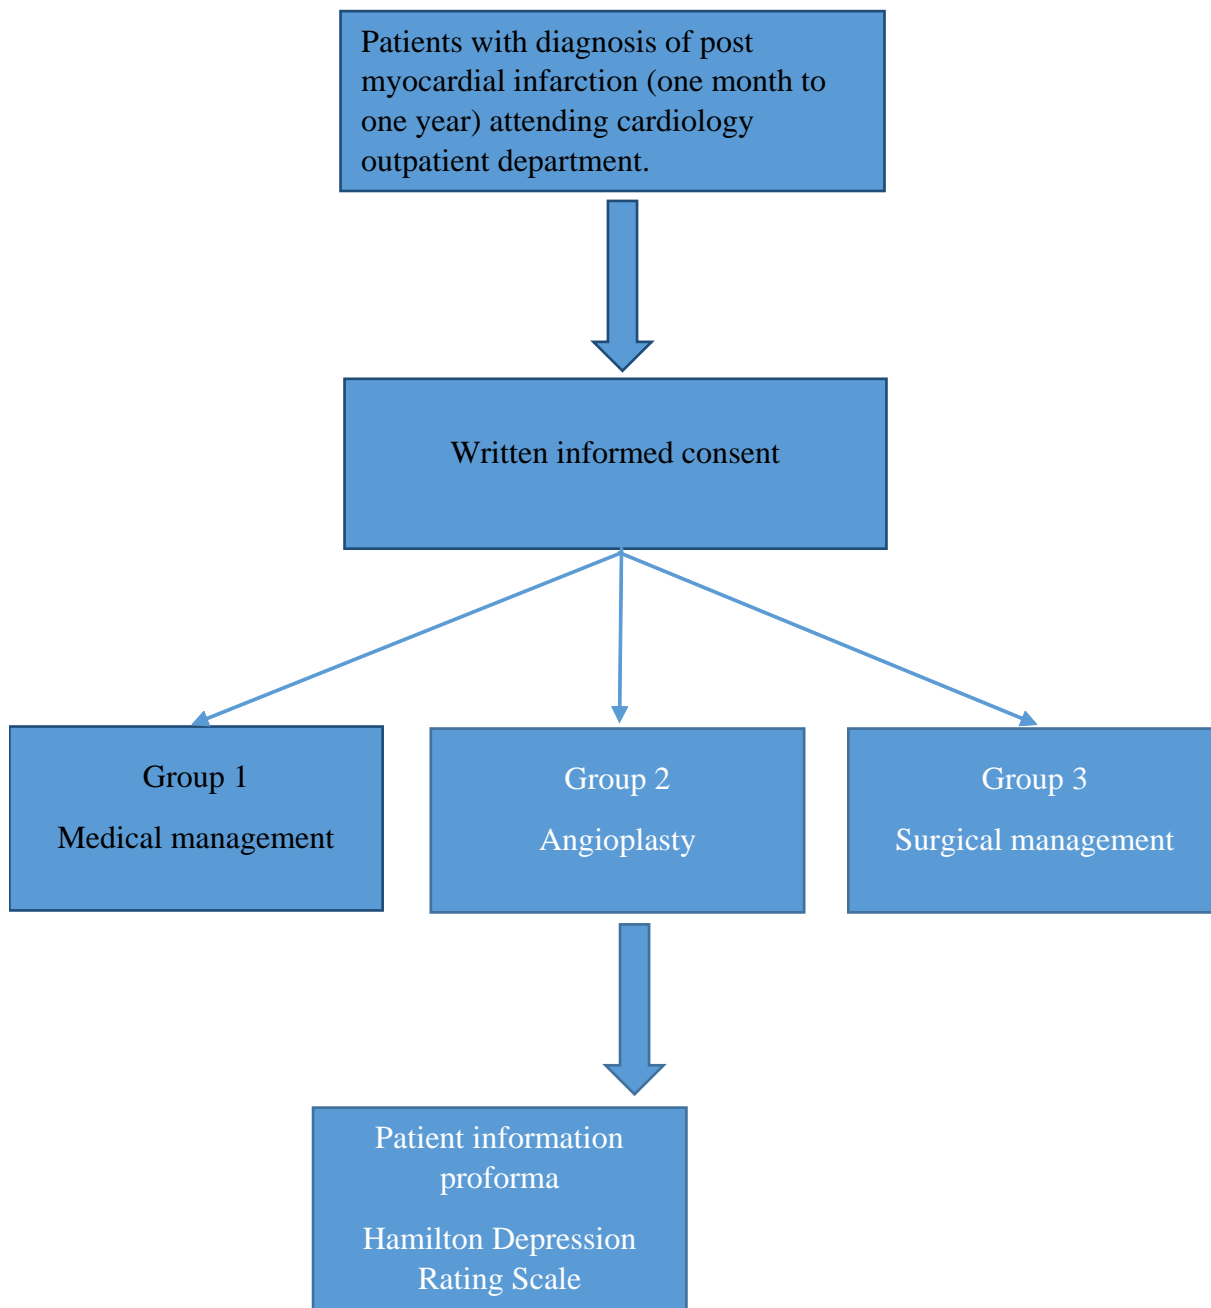 Patients with diagnosis of post
myocardial infarction (one month to
one year) attending cardiology
outpatient department.
Written informed consent
Group 1
Medical management
Group 2
Angioplasty
Group 3
Surgical management
Patient information
proforma
Hamilton Depression
Rating Scale